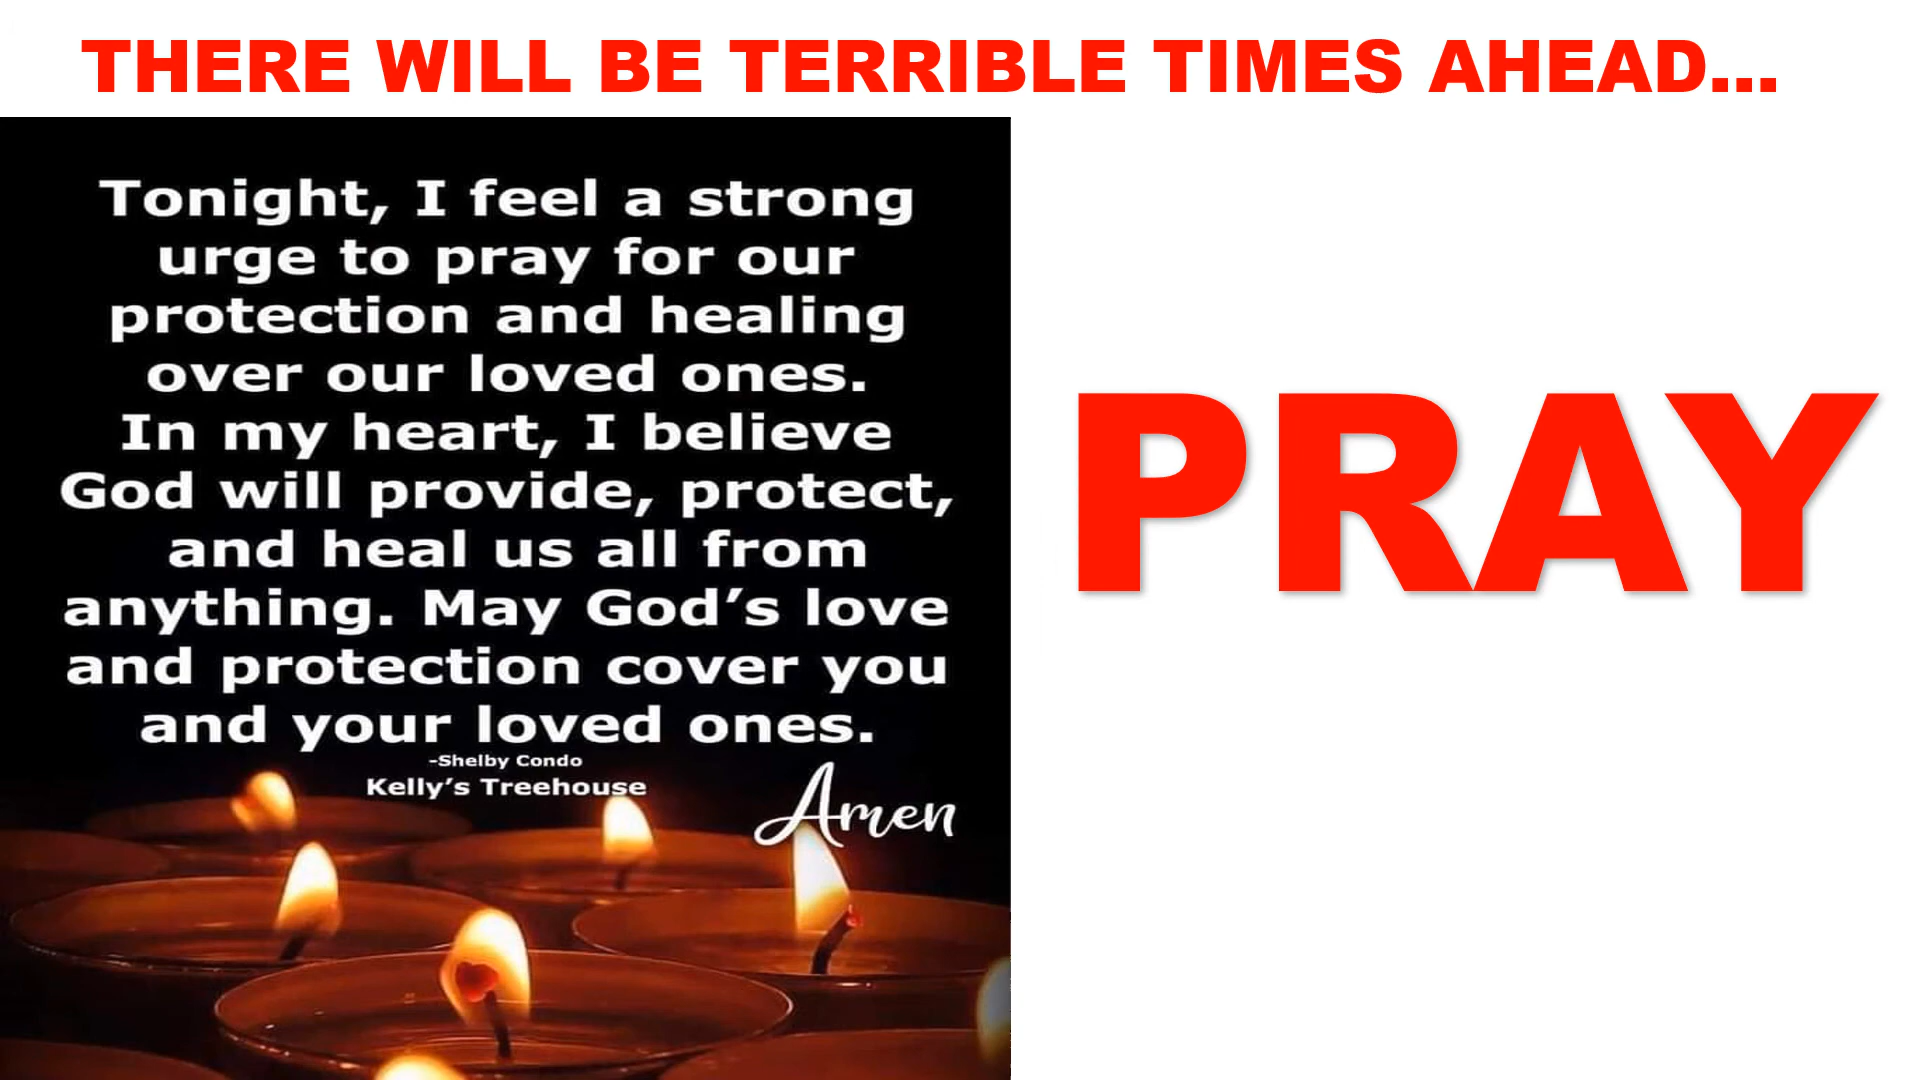 THERE WILL BE TERRIBLE TIMES AHEAD...
Tonight, I feel a strong
urge to pray for our
protection and healing
over our loved ones.
In my heart, I believe
God will provide, protect,
and heal us all from
anything. May God’s love
and protection cover you
and your loved ones.
-Shelby Condo
Kelly’s Treehouse
Amen
PRAY